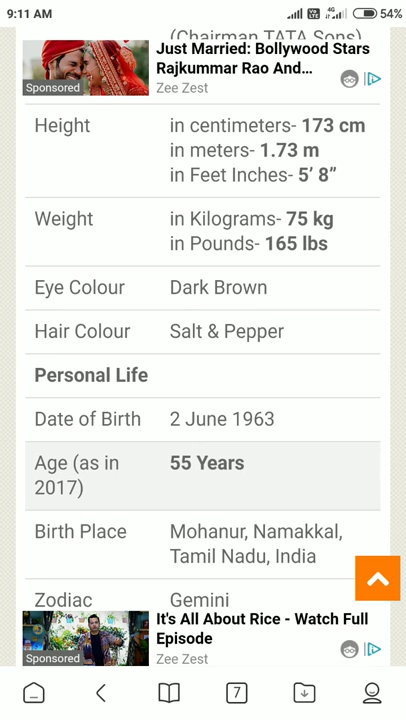 9:11 AM
4G
54%
(Chairman TATA Sons)
Just Married: Bollywood Stars
Rajkummar Rao And...
Sponsored
Zee Zest
Height
in centimeters- 173 cm
in meters- 1.73 m
in Feet Inches- 5’ 8”
Weight
in Kilograms- 75 kg
in Pounds- 165 lbs
Eye Colour
Dark Brown
Hair Colour
Salt & Pepper
Personal Life
Date of Birth
2 June 1963
Age (as in
2017)
55 Years
Birth Place
Mohanur, Namakkal,
Tamil Nadu, India
Zodiac
Gemini
It's All About Rice - Watch Full
Episode
Sponsored
Zee Zest
7